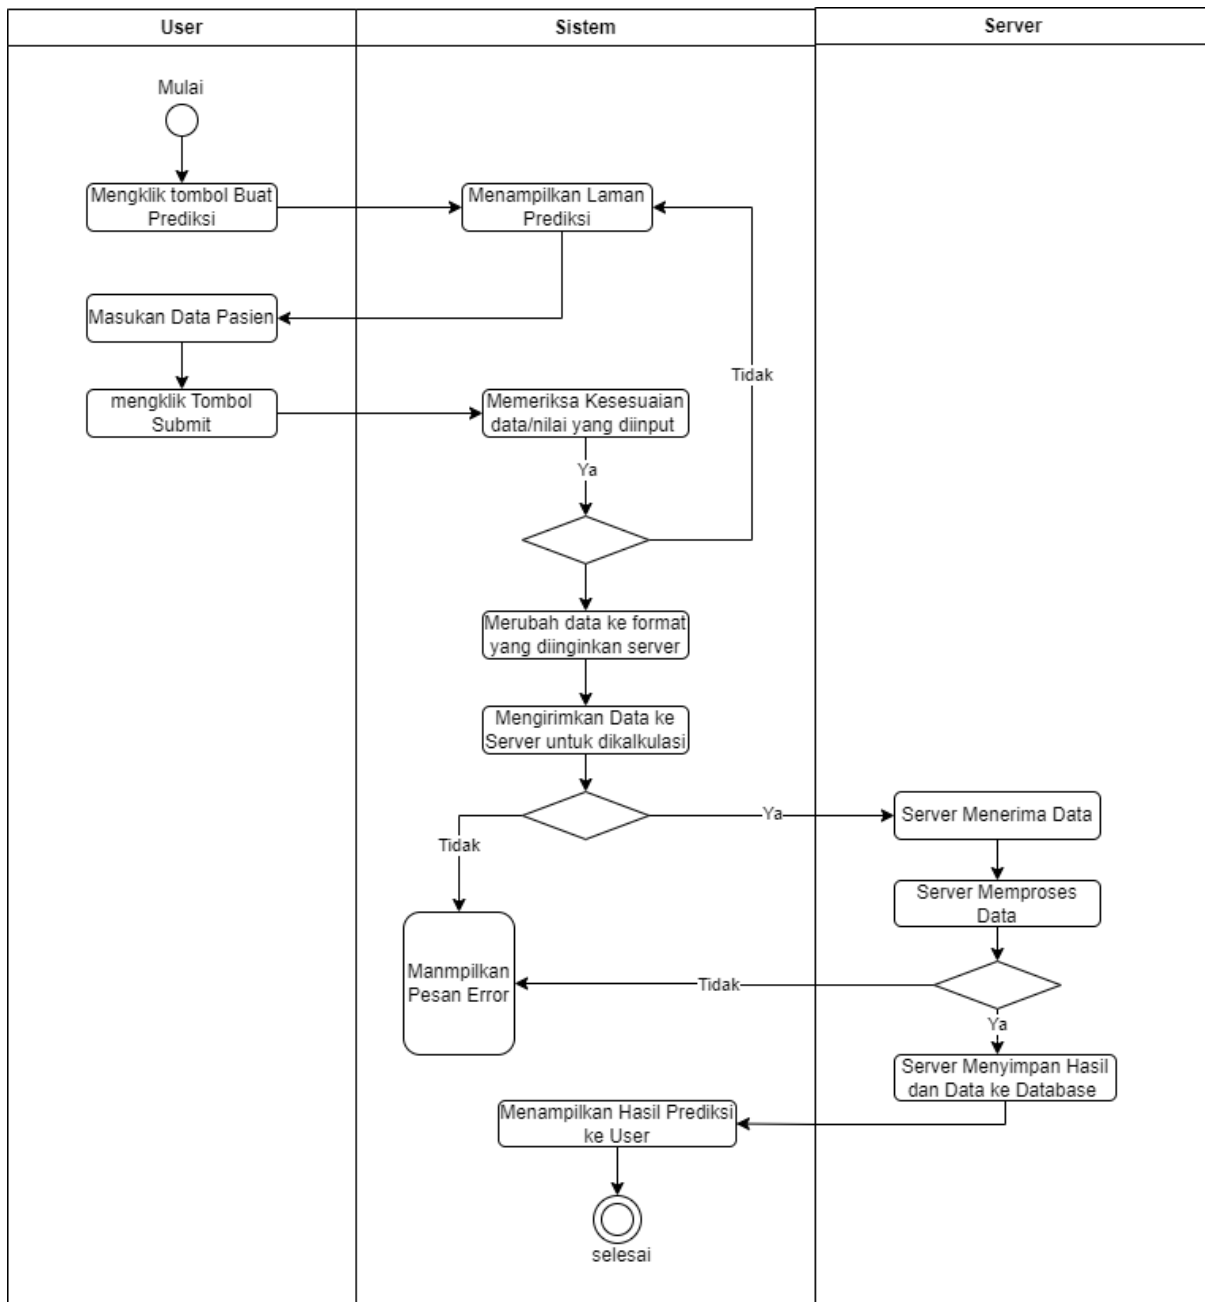 User
Sistem
Server
Mulai
Mengklik tombol Buat
Prediksi
Menampilkan Laman
Prediksi
Masukan Data Pasien
Tidak
mengklik Tombol
Submit
Memeriksa Kesesuaian
data/nilai yang diinput
Ya
Merubah data ke format
yang diinginkan server
Mengirimkan Data ke
Server untuk dikalkulasi
Ya
Server Menerima Data
Tidak
Server Memproses
Data
Manmpilkan
Pesan Error
Tidak
Ya
Server Menyimpan Hasil
dan Data ke Database
Menampilkan Hasil Prediksi
ke User
selesai